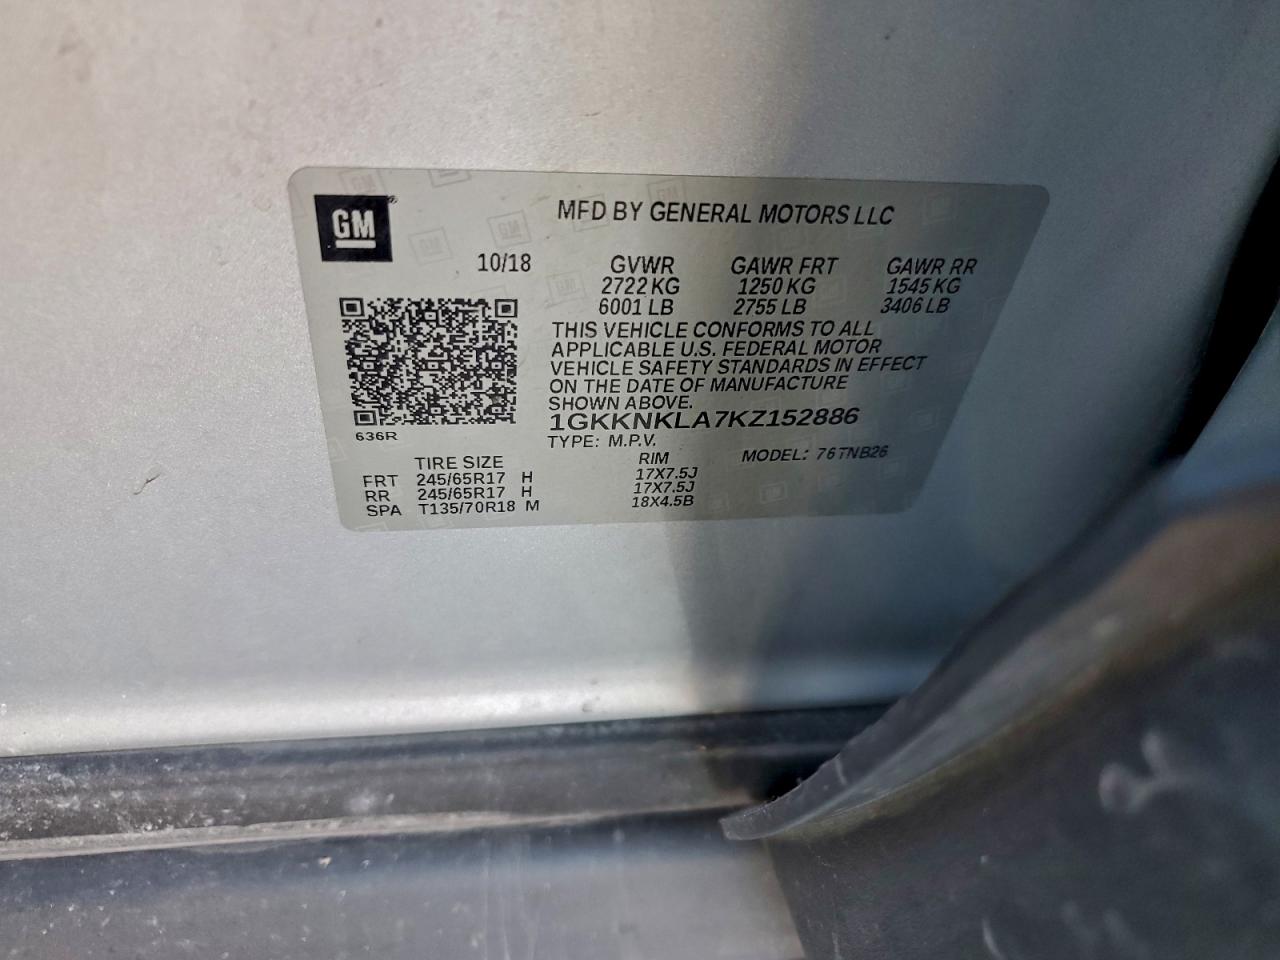 GM
MFD BY GENERAL MOTORS LLC
10/18
GVWR GAWR FRT GAWR RR
2722 KG 1250 KG 1545 KG
6001 LB 2755 LB 3406 LB
THIS VEHICLE CONFORMS TO ALL
APPLICABLE U.S. FEDERAL MOTOR
VEHICLE SAFETY STANDARDS IN EFFECT
ON THE DATE OF MANUFACTURE
SHOWN ABOVE.
1GKKNKLA7KZ152886
636R
TYPE: M.P.V. MODEL: 76TNB26
TIRE SIZE RIM
FRT 245/65R17 H 17X7.5J
RR 245/65R17 H 17X7.5J
SPA T135/70R18 M 18X4.5B